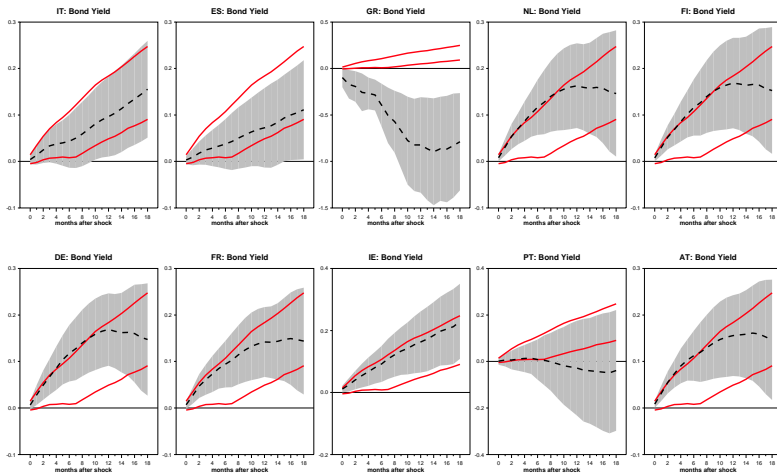 IT: Bond Yield
0.3
0.2
0.1
0.0
-0.1
0 2 4 6 8 10 12 14 16 18
months after shock
ES: Bond Yield
0.3
0.2
0.1
0.0
-0.1
0 2 4 6 8 10 12 14 16 18
months after shock
GR: Bond Yield
0.5
0.0
-0.5
-1.0
-1.5
0 2 4 6 8 10 12 14 16 18
months after shock
NL: Bond Yield
0.3
0.2
0.1
0.0
-0.1
0 2 4 6 8 10 12 14 16 18
months after shock
FI: Bond Yield
0.3
0.2
0.1
0.0
-0.1
0 2 4 6 8 10 12 14 16 18
months after shock
DE: Bond Yield
0.3
0.2
0.1
0.0
-0.1
0 2 4 6 8 10 12 14 16 18
months after shock
FR: Bond Yield
0.3
0.2
0.1
0.0
-0.1
0 2 4 6 8 10 12 14 16 18
months after shock
IE: Bond Yield
0.4
0.2
0.0
-0.2
0 2 4 6 8 10 12 14 16 18
months after shock
PT: Bond Yield
0.4
0.2
0.0
-0.2
-0.4
0 2 4 6 8 10 12 14 16 18
months after shock
AT: Bond Yield
0.3
0.2
0.1
0.0
-0.1
0 2 4 6 8 10 12 14 16 18
months after shock